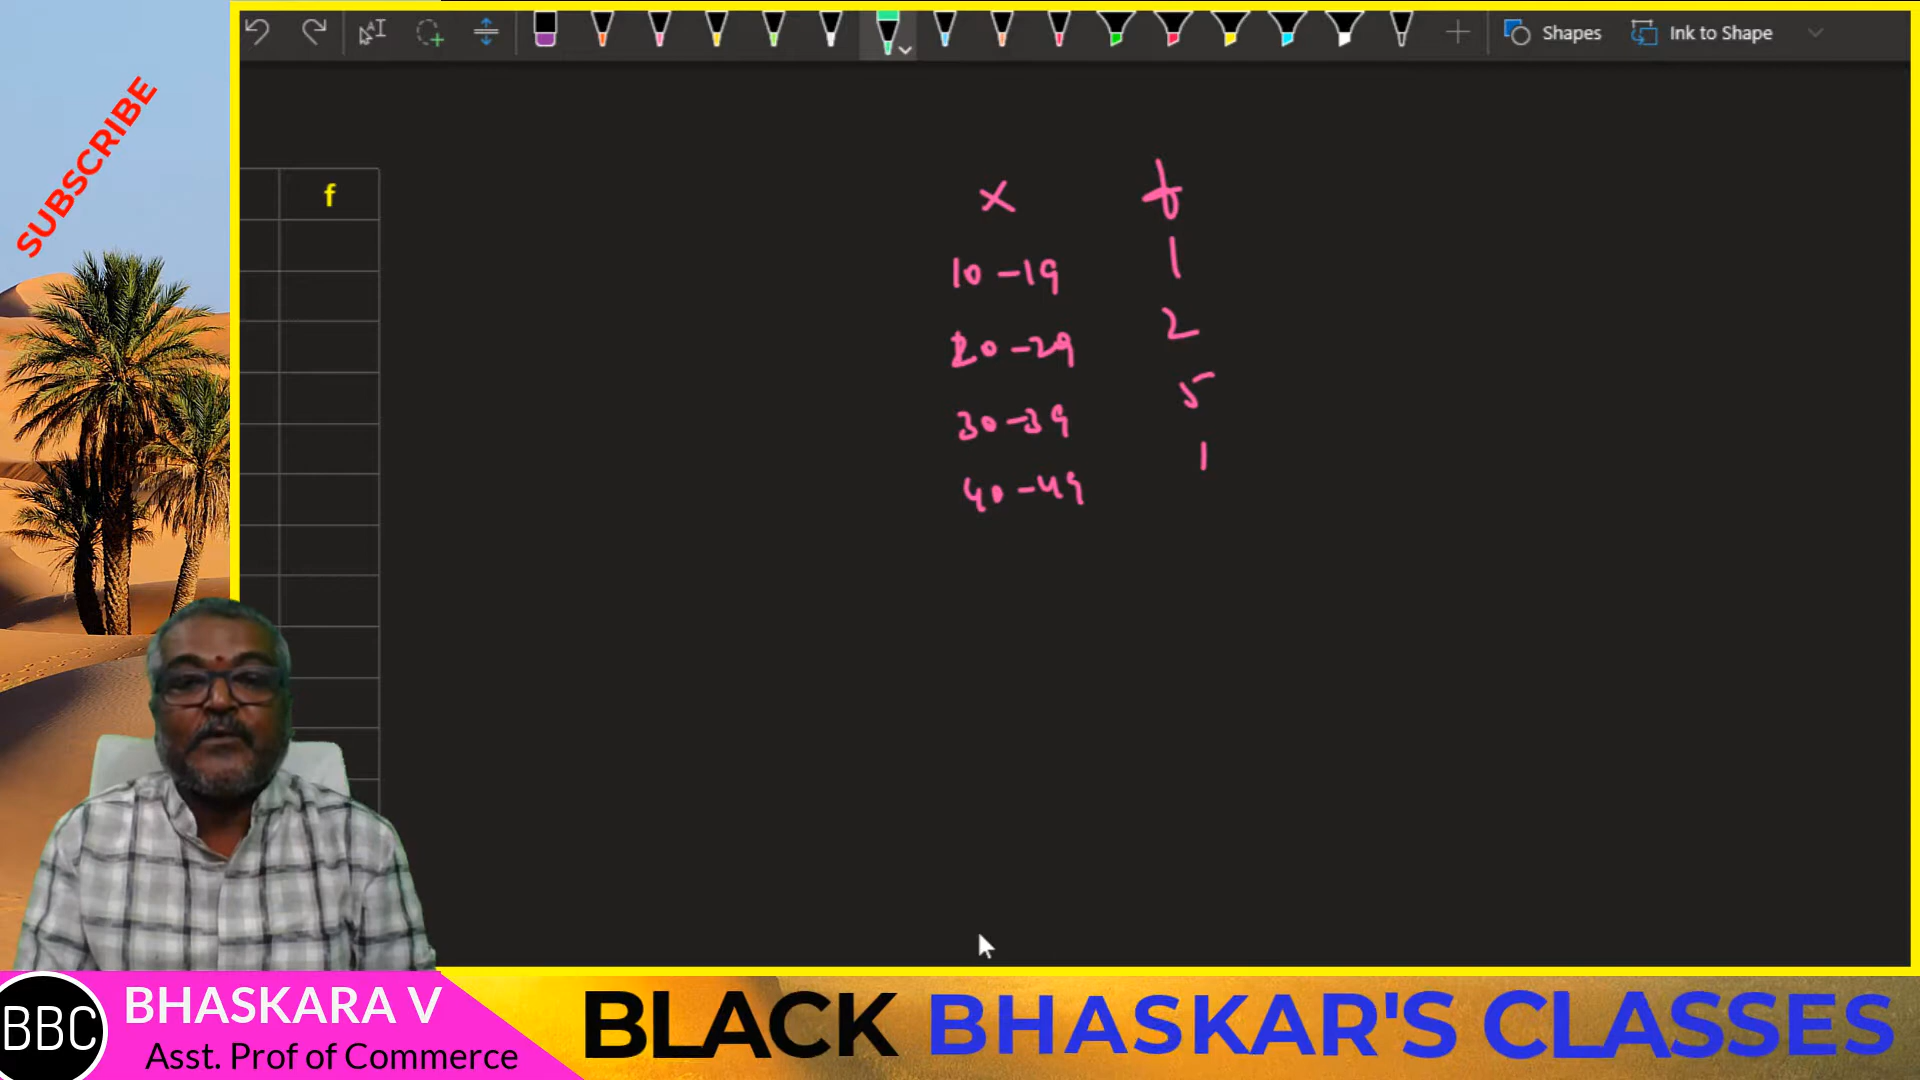 Shapes
Ink to Shape
SUBSCRIBE
f
x f
10-19 1
20-29 2
30-39 5
40-49 1
BBC
BHASKARA V
Asst. Prof of Commerce
BLACK BHASKAR'S CLASSES